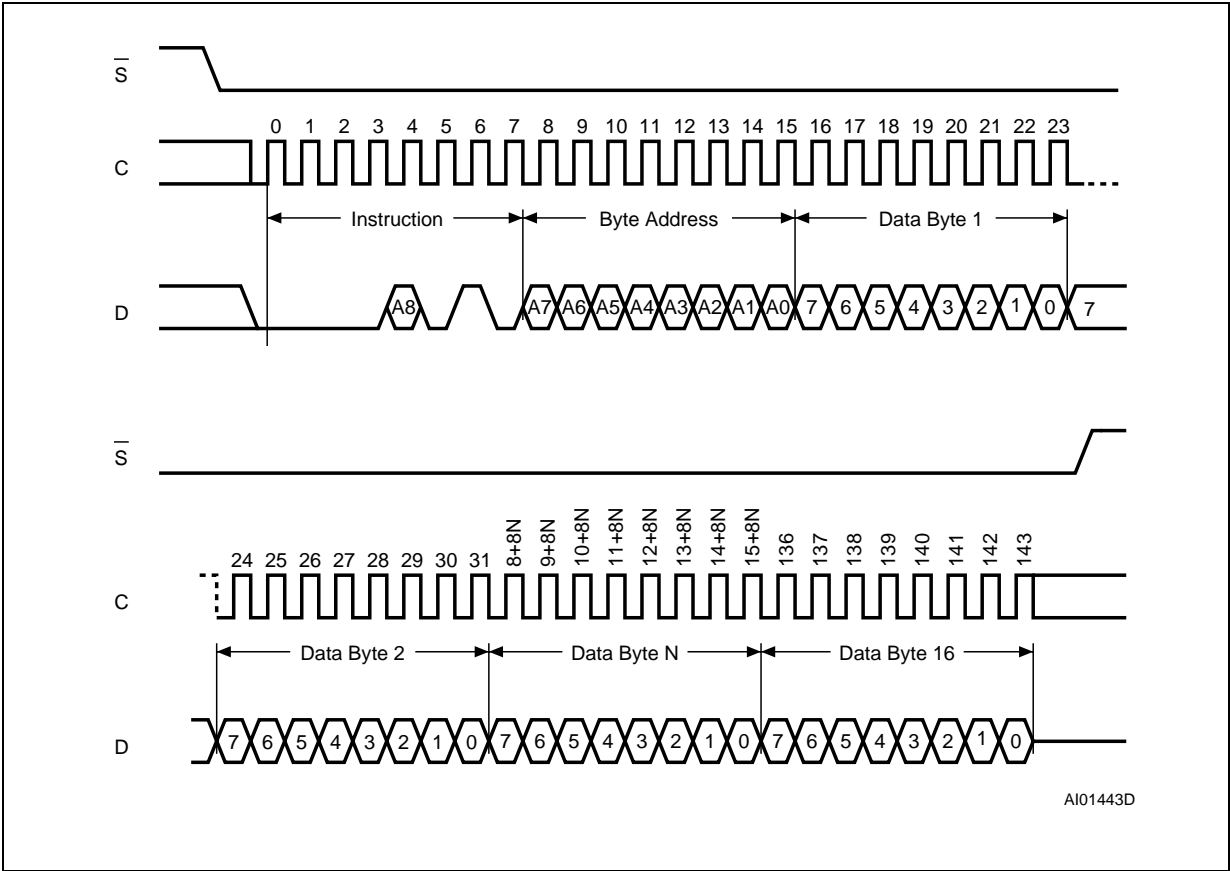 S
0 1 2 3 4 5 6 7 8 9 10 11 12 13 14 15 16 17 18 19 20 21 22 23
C
Instruction Byte Address Data Byte 1
D A8 A7 A6 A5 A4 A3 A2 A1 A0 7 6 5 4 3 2 1 0 7
S
24 25 26 27 28 29 30 31 8+8N 9+8N 10+8N 11+8N 12+8N 13+8N 14+8N 15+8N 136 137 138 139 140 141 142 143
C
Data Byte 2 Data Byte N Data Byte 16
D 7 6 5 4 3 2 1 0 7 6 5 4 3 2 1 0 7 6 5 4 3 2 1 0
AI01443D